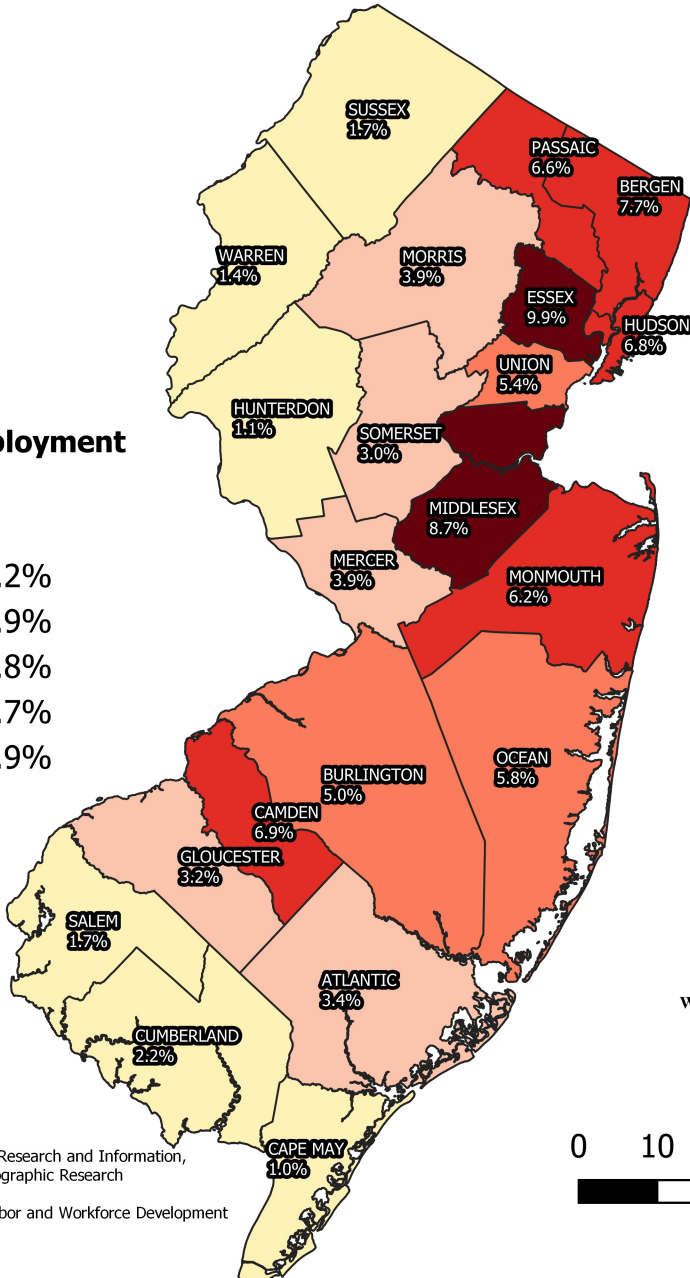 SUSSEX
1.7%
PASSAIC
6.6%
BERGEN
7.7%
WARREN
1.4%
MORRIS
3.9%
ESSEX
9.9%
HUDSON
6.8%
UNION
5.4%
HUNTERDON
1.1%
SOMERSET
3.0%
ployment
MIDDLESEX
8.7%
MERCER
3.9%
MONMOUTH
6.2%
.2%
.9%
.8%
.7%
.9%
OCEAN
5.8%
BURLINGTON
5.0%
CAMDEN
6.9%
GLOUCESTER
3.2%
SALEM
1.7%
ATLANTIC
3.4%
W
CUMBERLAND
2.2%
CAPE MAY
1.0%
0 10
Research and Information,
ographic Research
bor and Workforce Development